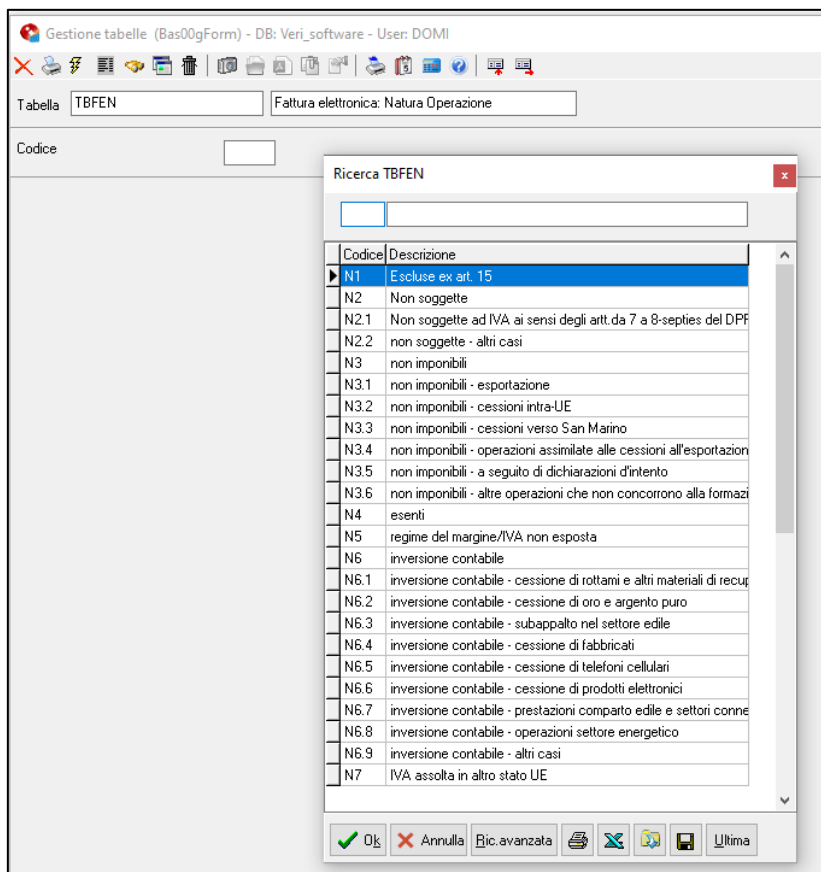 Gestione tabelle (Bas00gForm) - DB: Veri_software - User: DOMI
Tabella TBFEN Fattura elettronica: Natura Operazione
Codice
Ricerca TBFEN
x
Codice Descrizione
N1 Escluse ex art. 15
N2 Non soggette
N2.1 Non soggette ad IVA ai sensi degli artt.da 7 a 8-septies del DPF
N2.2 non soggette - altri casi
N3 non imponibili
N3.1 non imponibili - esportazione
N3.2 non imponibili - cessioni intra-UE
N3.3 non imponibili - cessioni verso San Marino
N3.4 non imponibili - operazioni assimilate alle cessioni all'esportazion
N3.5 non imponibili - a seguito di dichiarazioni d'intento
N3.6 non imponibili - altre operazioni che non concorrono alla formazi
N4 esenti
N5 regime del margine/IVA non esposta
N6 inversione contabile
N6.1 inversione contabile - cessione di rottami e altri materiali di recup
N6.2 inversione contabile - cessione di oro e argento puro
N6.3 inversione contabile - subappalto nel settore edile
N6.4 inversione contabile - cessione di fabbricati
N6.5 inversione contabile - cessione di telefoni cellulari
N6.6 inversione contabile - cessione di prodotti elettronici
N6.7 inversione contabile - prestazioni comparto edile e settori conne
N6.8 inversione contabile - operazioni settore energetico
N6.9 inversione contabile - altri casi
N7 IVA assolta in altro stato UE
Ok Annulla Ric.avanzata Ultima